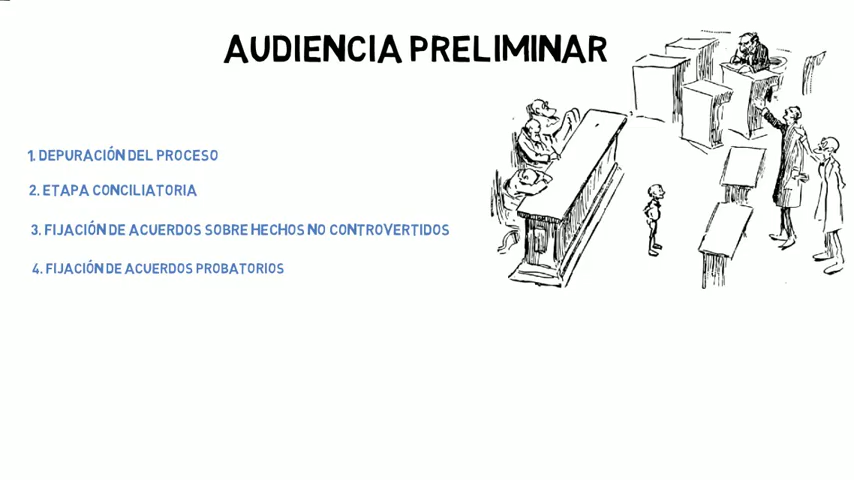 AUDIENCIA PRELIMINAR
1. DEPURACIÓN DEL PROCESO
2. ETAPA CONCILIATORIA
3. FIJACIÓN DE ACUERDOS SOBRE HECHOS NO CONTROVERTIDOS
4. FIJACIÓN DE ACUERDOS PROBATORIOS